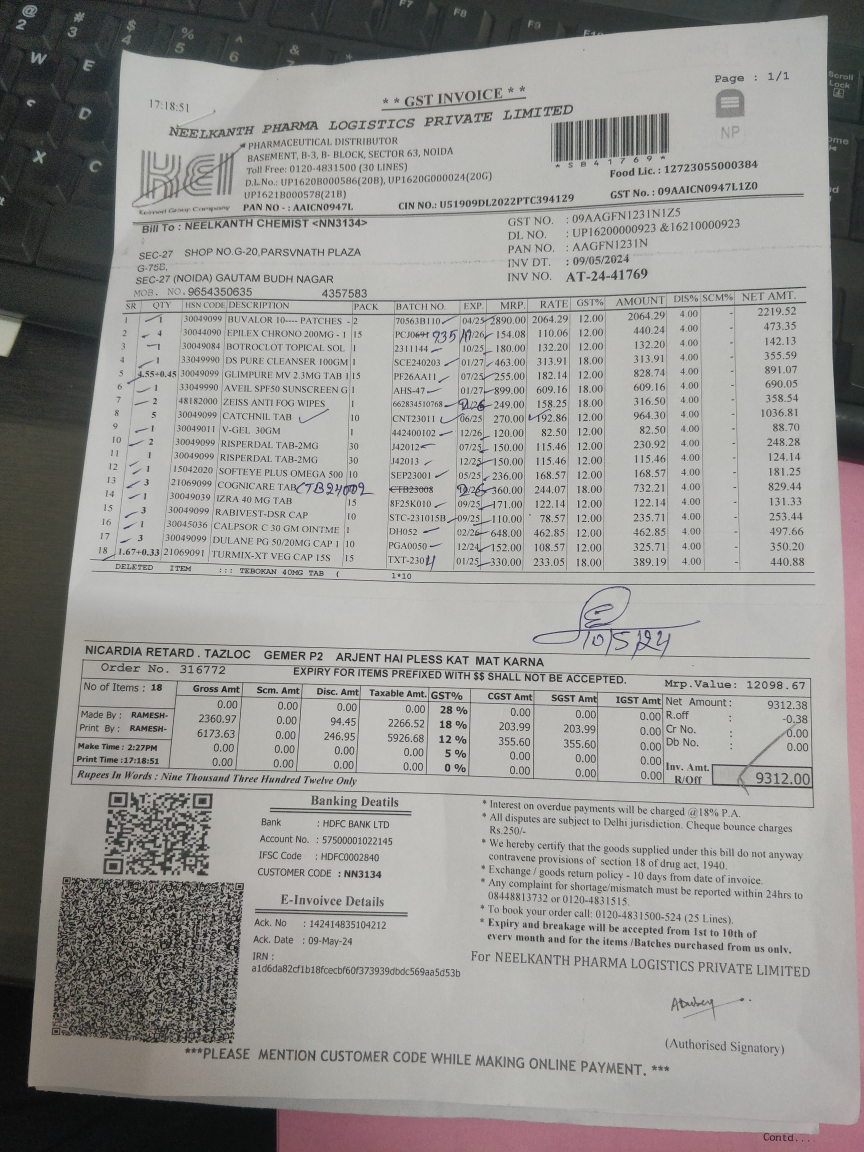 Page : 1/1
17:18:51
* * GST INVOICE * *
NEELKANTH PHARMA LOGISTICS PRIVATE LIMITED
NP
KEI
PHARMACEUTICAL DISTRIBUTOR
BASEMENT, B-3, B- BLOCK, SECTOR 63, NOIDA
Toll Free: 0120-4831500 (30 LINES)
*SB41769*
D.L.No.: UP1620B000586(20B), UP1620G000024(20G)
UP1621B000578(21B)
Food Lic.: 12723055000384
Group Company
PAN NO - : AAICN0947L
CIN NO.: U51909DL2022PTC394129
GST No. : 09AAICN0947L1Z0
Bill To : NEELKANTH CHEMIST <NN3134>
GST NO. : 09AAGFN1231N1Z5
DL NO. : UP16200000923 &16210000923
SEC-27 SHOP NO.G-20,PARSVNATH PLAZA
PAN NO. : AAGFN1231N
G-75B,
INV DT. : 09/05/2024
SEC-27 (NOIDA) GAUTAM BUDH NAGAR
INV NO. AT-24-41769
MOB. NO. 9654350635 4357583
SR QTY HSN CODE DESCRIPTION PACK BATCH NO. EXP. MRP. RATE GST% AMOUNT DIS% SCM% NET AMT.
1 1 30049099 BUVALOR 10---- PATCHES - 2 70563B110 04/25 2890.00 2064.29 12.00 2064.29 4.00 - 2219.52
2 4 30044090 EPILEX CHRONO 200MG - 1 15 /26 154.08 110.06 12.00 440.24 4.00 - 473.35
3 1 30049084 BOTROCLOT TOPICAL SOL 1 2311144 10/25 180.00 132.20 12.00 132.20 4.00 - 142.13
4 1 33049990 DS PURE CLEANSER 100GM 1 SCE240203 01/27 463.00 313.91 18.00 313.91 4.00 - 355.59
5 4.55+0.45 30049099 GLIMPURE MV 2.3MG TAB 1 15 PF26AA11 07/25 255.00 182.14 12.00 828.74 4.00 - 891.07
6 1 33049990 AVEIL SPF50 SUNSCREEN G 1 AHS-47 01/27 899.00 609.16 18.00 609.16 4.00 - 690.05
7 2 48182000 ZEISS ANTI FOG WIPES 1 662834510768 249.00 158.25 18.00 316.50 4.00 - 358.54
8 5 30049099 CATCHNIL TAB 10 CNT23011 06/25 270.00 192.86 12.00 964.30 4.00 - 1036.81
9 1 30049011 V-GEL 30GM 1 442400102 12/26 120.00 82.50 12.00 82.50 4.00 - 88.70
10 2 30049099 RISPERDAL TAB-2MG 30 J42012 07/25 150.00 115.46 12.00 230.92 4.00 - 248.28
11 1 30049099 RISPERDAL TAB-2MG 30 J42013 12/25 150.00 115.46 12.00 115.46 4.00 - 124.14
12 1 15042020 SOFTEYE PLUS OMEGA 500 10 SEP23001 05/25 236.00 168.57 12.00 168.57 4.00 - 181.25
13 3 21069099 COGNICARE TAB CTB24002 CTB23008 360.00 244.07 18.00 732.21 4.00 - 829.44
14 1 30049039 IZRA 40 MG TAB 15 8F25K010 09/25 171.00 122.14 12.00 122.14 4.00 - 131.33
15 3 30049099 RABIVEST-DSR CAP 10 STC-231015B 09/25 110.00 78.57 12.00 235.71 4.00 - 253.44
16 1 30045036 CALPSOR C 30 GM OINTME 1 DH052 02/26 648.00 462.85 12.00 462.85 4.00 - 497.66
17 3 30049099 DULANE PG 50/20MG CAP 1 10 PGA0050 12/24 152.00 108.57 12.00 325.71 4.00 - 350.20
18 1.67+0.33 21069091 TURMIX-XT VEG CAP 15S 15 01/25 330.00 233.05 18.00 389.19 4.00 - 440.88
DELETED ITEM ::: TEBOKAN 40MG TAB ( 1*10
10/5/24
NICARDIA RETARD . TAZLOC GEMER P2 ARJENT HAI PLESS KAT MAT KARNA
Order No. 316772 EXPIRY FOR ITEMS PREFIXED WITH $$ SHALL NOT BE ACCEPTED. Mrp.Value: 12098.67
No of Items : 18 Gross Amt Scm. Amt Disc. Amt Taxable Amt. GST% CGST Amt SGST Amt IGST Amt Net Amount : 9312.38
0.00 0.00 0.00 0.00 28 % 0.00 0.00 0.00 R.off : -0.38
Made By : RAMESH- 2360.97 0.00 94.45 2266.52 18 % 203.99 203.99 0.00 Cr No. : 0.00
Print By : RAMESH- 6173.63 0.00 246.95 5926.68 12 % 355.60 355.60 0.00 Db No. : 0.00
Make Time : 2:27PM 0.00 0.00 0.00 0.00 5 % 0.00 0.00 0.00
Print Time :17:18:51 0.00 0.00 0.00 0.00 0 % 0.00 0.00 0.00 Inv. Amt. R/Off 9312.00
Rupees In Words : Nine Thousand Three Hundred Twelve Only
Banking Deatils
Bank : HDFC BANK LTD
Account No. : 57500001022145
IFSC Code : HDFC0002840
CUSTOMER CODE : NN3134
E-Invoicee Details
Ack. No : 142414835104212
Ack. Date : 09-May-24
IRN :
a1d6da82cf1b18fcecbf60f373939dbdc569aa5d53b
* Interest on overdue payments will be charged @18% P.A.
* All disputes are subject to Delhi jurisdiction. Cheque bounce charges
Rs.250/-
* We hereby certify that the goods supplied under this bill do not anyway
contravene provisions of section 18 of drug act, 1940.
* Exchange / goods return policy - 10 days from date of invoice.
* Any complaint for shortage/mismatch must be reported within 24hrs to
08448813732 or 0120-4831515.
* To book your order call: 0120-4831500-524 (25 Lines).
* Expiry and breakage will be accepted from 1st to 10th of
every month and for the items /Batches purchased from us only.
For NEELKANTH PHARMA LOGISTICS PRIVATE LIMITED
(Authorised Signatory)
***PLEASE MENTION CUSTOMER CODE WHILE MAKING ONLINE PAYMENT. ***
Contd...